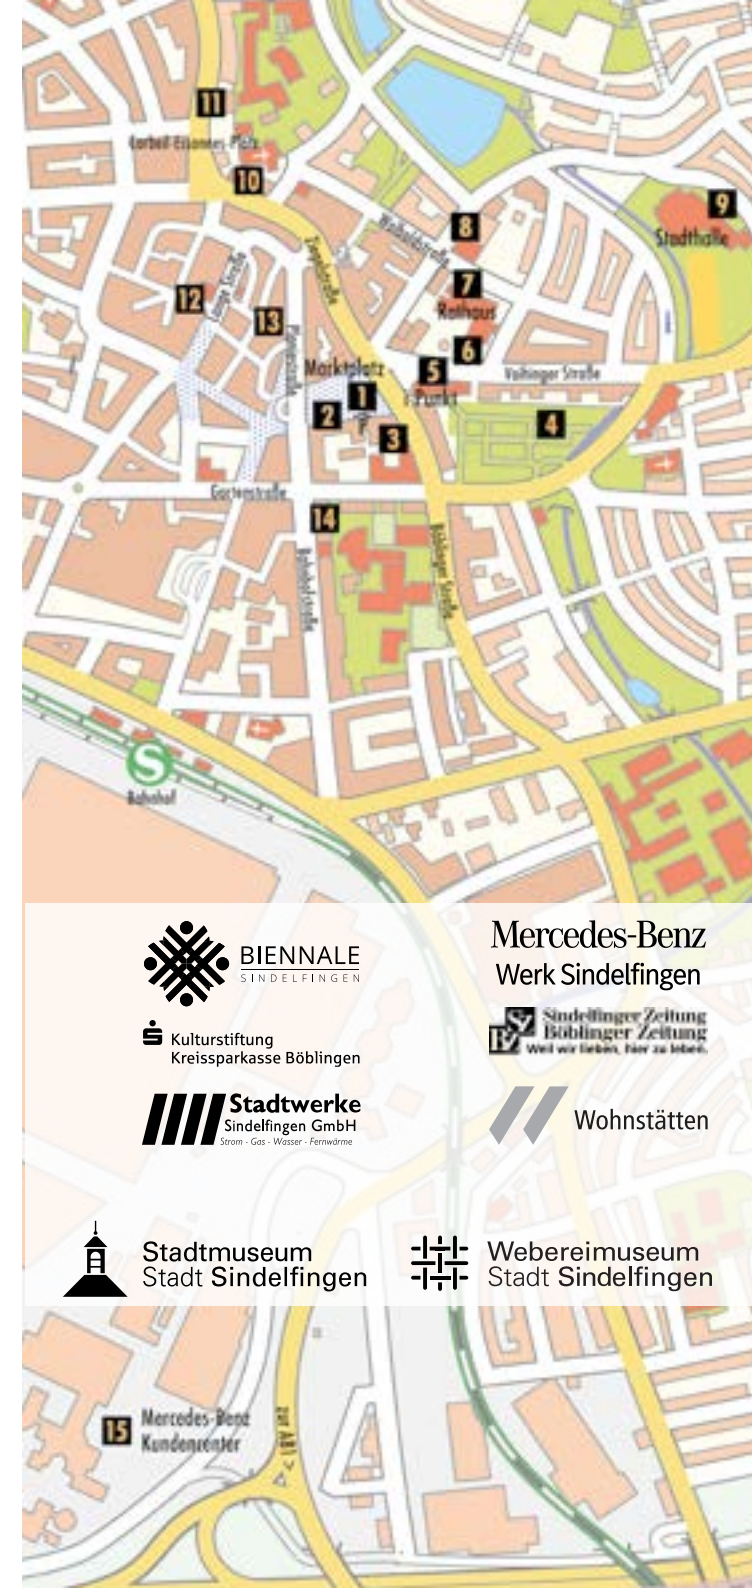 11
Corbeil-Essonnes-Platz
10
9
Stadthalle
8
Wolboldstraße
Ziegelstraße
7
Rathaus
12
Lange Straße
13
Planiestraße
6
Marktplatz
5
i-Punkt
Vaihinger Straße
1
2
3
4
Gartenstraße
14
Bahnhofstraße
Böblinger Straße
S
Bahnhof
BIENNALE
SINDELFINGEN
Mercedes-Benz
Werk Sindelfingen
Kulturstiftung
Kreissparkasse Böblingen
SZ
BZ
Sindelfinger Zeitung
Böblinger Zeitung
Weil wir lieben, hier zu leben.
Stadtwerke
Sindelfingen GmbH
Strom - Gas - Wasser - Fernwärme
Wohnstätten
Stadtmuseum
Stadt Sindelfingen
Webereimuseum
Stadt Sindelfingen
15
Mercedes-Benz
Kundencenter
zur A81 >